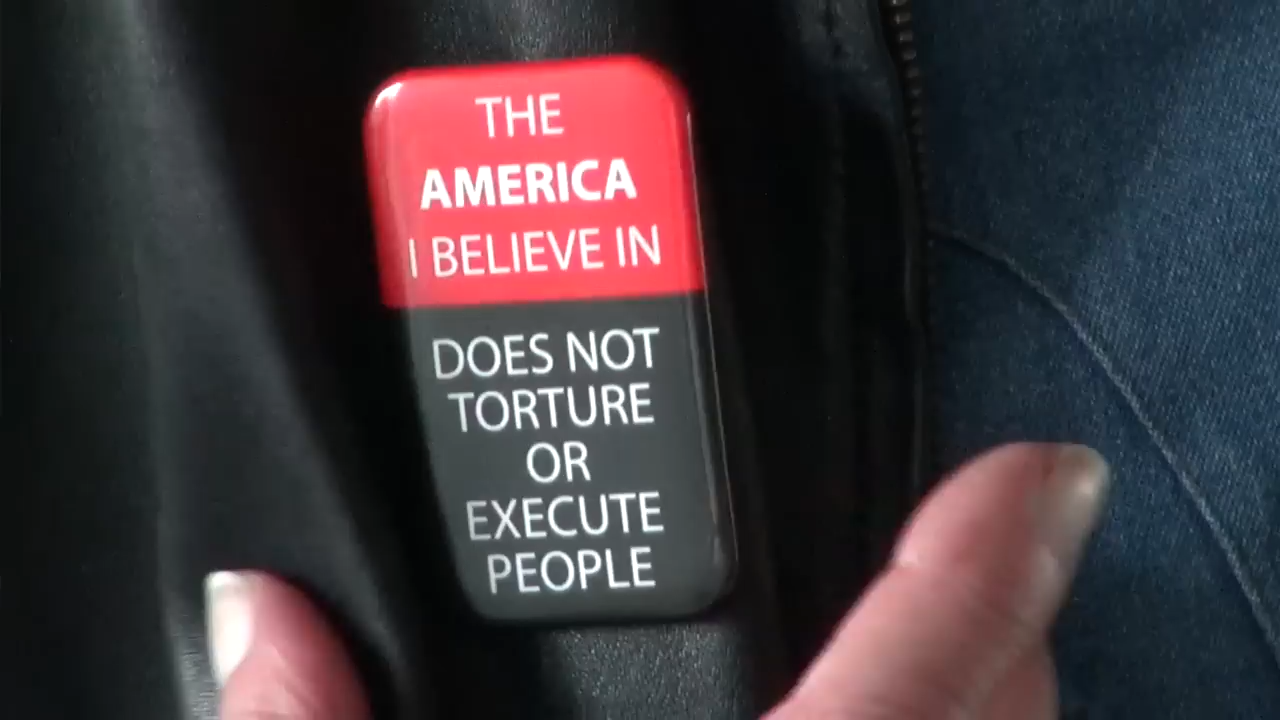 THE
AMERICA
I BELIEVE IN
DOES NOT
TORTURE
OR
EXECUTE
PEOPLE